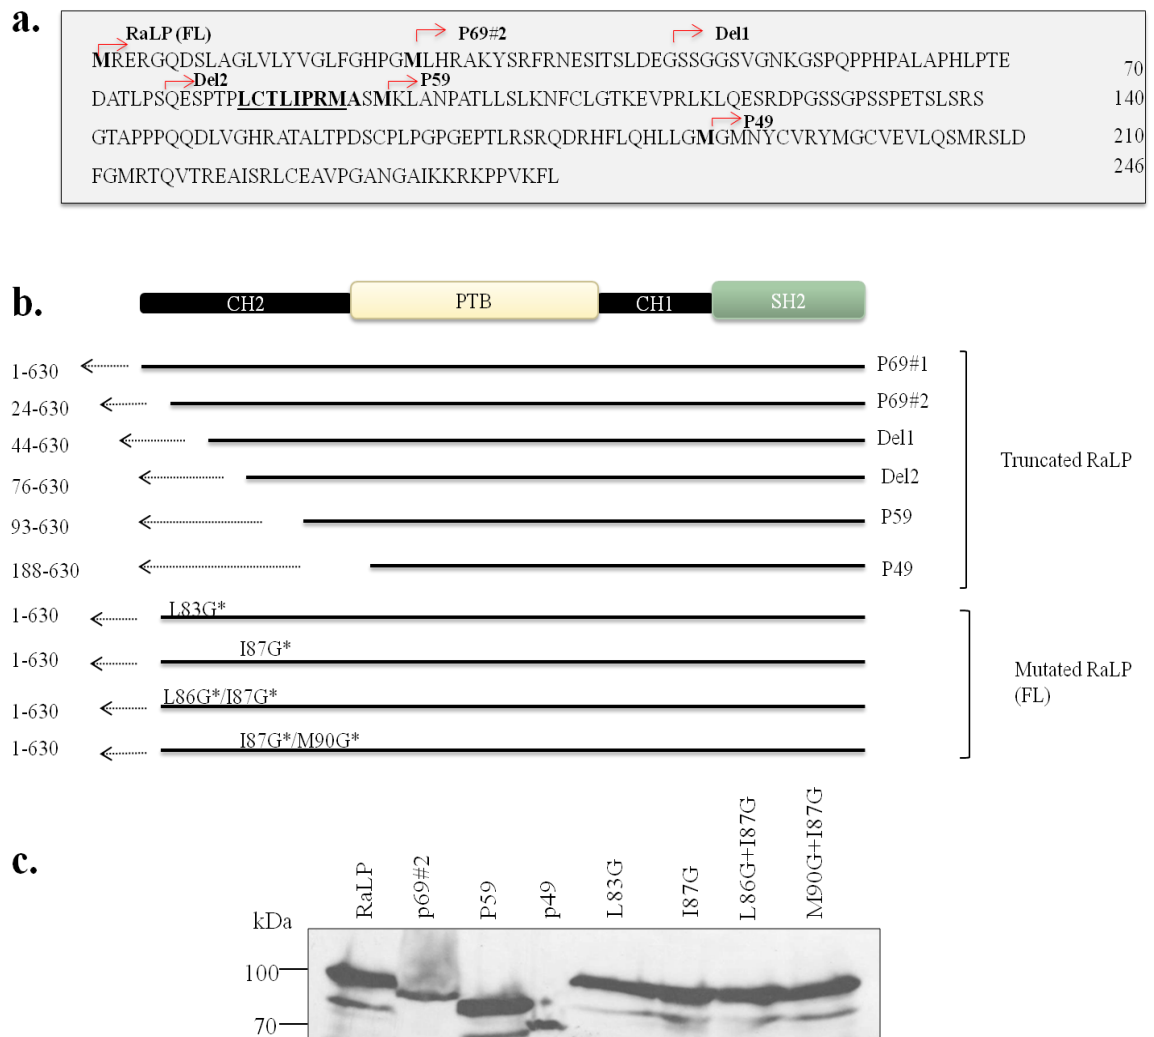 a.
RaLP (FL) P69#2 Del1
MRERGQDSLAGLVLYVGLFGHPGMLHRAKYSRFRNESITSLDEGSSGGSVGNKGSPQPPHPALAPHLPTE 70
Del2 P59
DATLPSQESPTPLCTLIPRMASMKLANPATLLSLKNFCLGTKEVPRLKLQESRDPGSSGPSSPETSLSRS 140
P49
GTAPPPQQDLVGHRATALTPDSCPLPGPGEPTLRSRQDRHFLQHLLGMGMNYCVRYMGCVEVLQSMRSLD 210
FGMRTQVTREAISRLCEAVPGANGAIKKRKPPVKFL 246
b.
CH2 PTB CH1 SH2
1-630 P69#1
24-630 P69#2
44-630 Del1
76-630 Del2
93-630 P59
188-630 P49
Truncated RaLP
1-630 L83G*
1-630 I87G*
1-630 L86G*/I87G*
1-630 I87G*/M90G*
Mutated RaLP
(FL)
c.
RaLP p69#2 P59 p49 L83G I87G L86G+I87G M90G+I87G
kDa
100
70